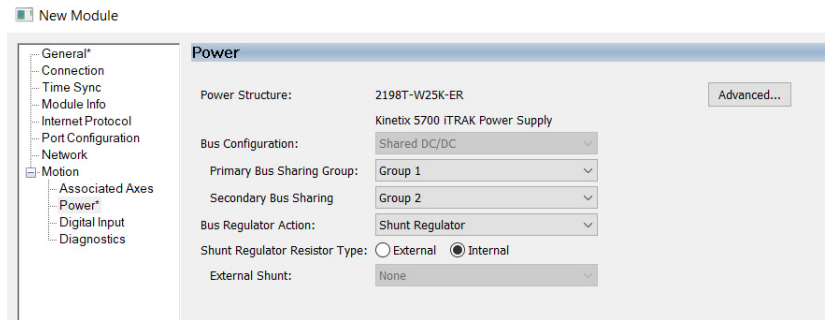 New Module
General*
Connection
Time Sync
Module Info
Internet Protocol
Port Configuration
Network
Motion
Associated Axes
Power*
Digital Input
Diagnostics
Power
Power Structure: 2198T-W25K-ER Advanced...
Kinetix 5700 iTRAK Power Supply
Bus Configuration: Shared DC/DC
Primary Bus Sharing Group: Group 1
Secondary Bus Sharing Group 2
Bus Regulator Action: Shunt Regulator
Shunt Regulator Resistor Type: External Internal
External Shunt: None